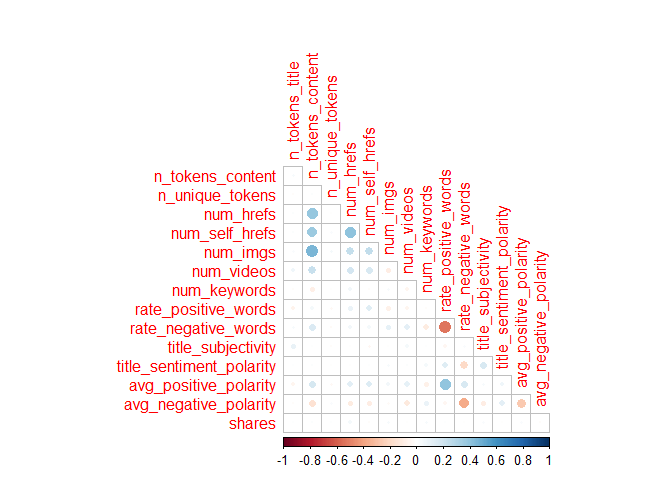 n_tokens_title
n_tokens_content
n_unique_tokens
num_hrefs
num_self_hrefs
num_imgs
num_videos
num_keywords
rate_positive_words
rate_negative_words
title_subjectivity
title_sentiment_polarity
avg_positive_polarity
avg_negative_polarity
n_tokens_content
n_unique_tokens
num_hrefs
num_self_hrefs
num_imgs
num_videos
num_keywords
rate_positive_words
rate_negative_words
title_subjectivity
title_sentiment_polarity
avg_positive_polarity
avg_negative_polarity
shares
-1 -0.8 -0.6 -0.4 -0.2 0 0.2 0.4 0.6 0.8 1